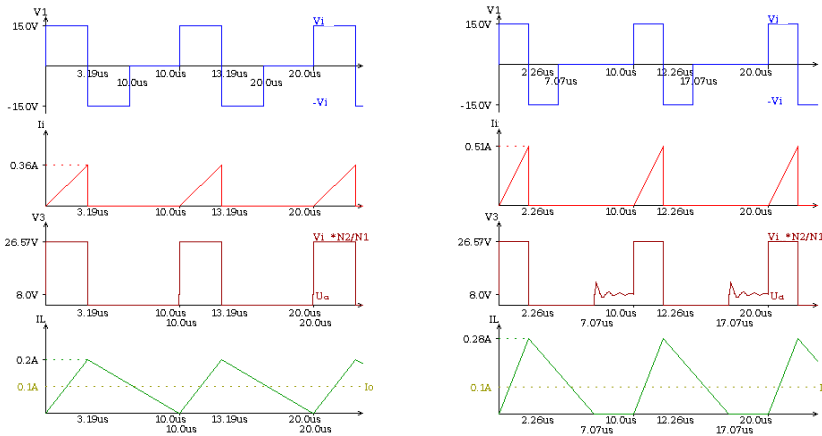 V1
15.0V
Vi
3.19us
10.0us
13.19us
20.0us
10.0us
20.0us
-15.0V
-Vi
Ii
0.36A
3.19us
10.0us
13.19us
20.0us
V3
26.57V
Vi *N2/N1
8.0V
Ua
3.19us
10.0us
13.19us
20.0us
10.0us
20.0us
IL
0.2A
0.1A
Io
3.19us
10.0us
13.19us
20.0us
10.0us
20.0us
V1
15.0V
Vi
2.26us
10.0us
12.26us
20.0us
7.07us
17.07us
-15.0V
-Vi
Ii
0.51A
2.26us
10.0us
12.26us
20.0us
V3
26.57V
Vi *N2/N1
8.0V
Ua
2.26us
10.0us
12.26us
20.0us
7.07us
17.07us
IL
0.28A
0.1A
2.26us
10.0us
12.26us
20.0us
7.07us
17.07us